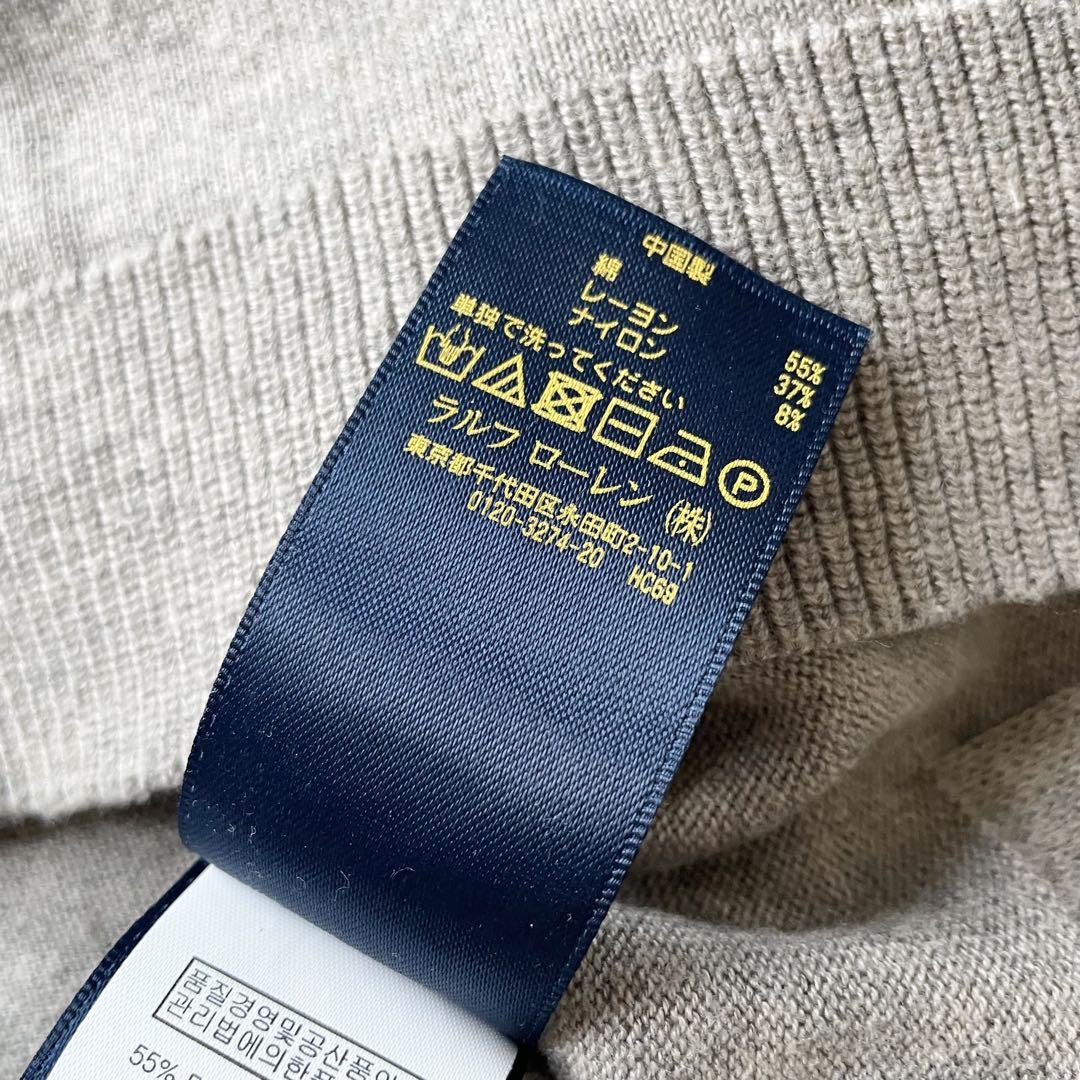 中国製
綿 55%
レーヨン 37%
ナイロン 8%
単独で洗ってください
P
ラルフ ローレン (株)
東京都千代田区永田町2-10-1
0120-3274-20 HC69
품질경영및공산품
관리법에의한
55%